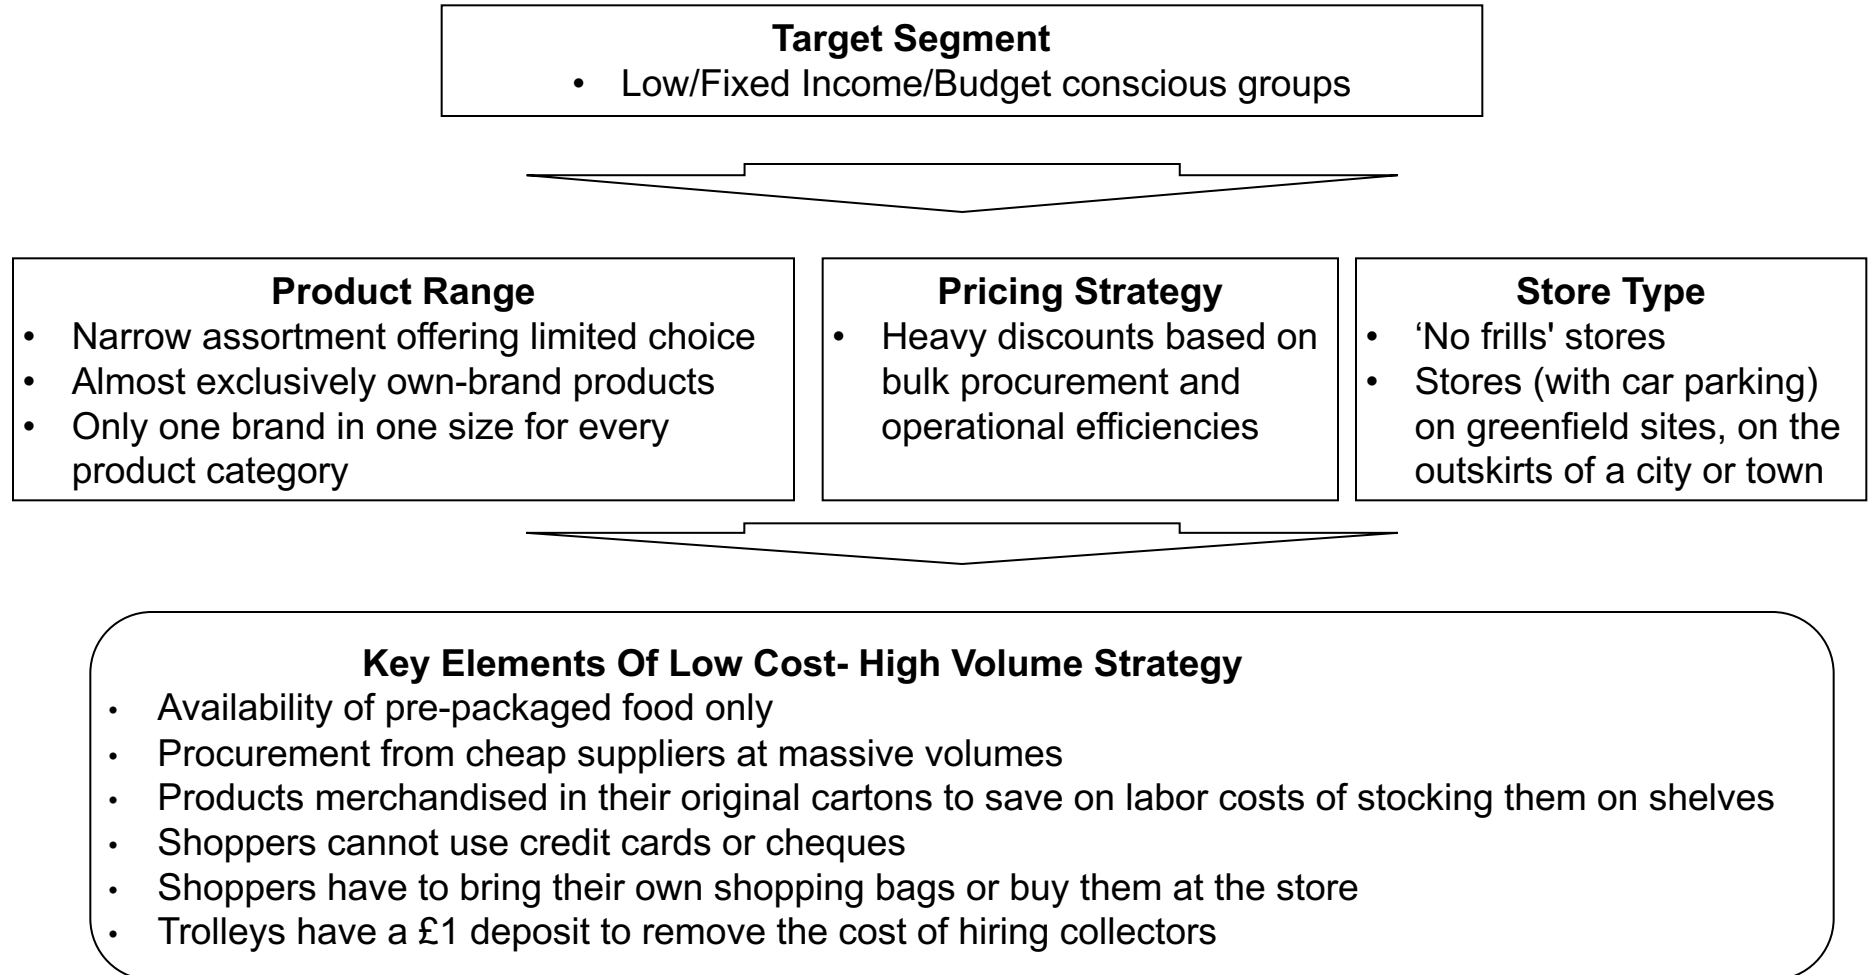 Target Segment
• Low/Fixed Income/Budget conscious groups
Product Range
• Narrow assortment offering limited choice
• Almost exclusively own-brand products
• Only one brand in one size for every
product category
Pricing Strategy
• Heavy discounts based on
bulk procurement and
operational efficiencies
Store Type
• ‘No frills' stores
• Stores (with car parking)
on greenfield sites, on the
outskirts of a city or town
Key Elements Of Low Cost- High Volume Strategy
• Availability of pre-packaged food only
• Procurement from cheap suppliers at massive volumes
• Products merchandised in their original cartons to save on labor costs of stocking them on shelves
• Shoppers cannot use credit cards or cheques
• Shoppers have to bring their own shopping bags or buy them at the store
• Trolleys have a £1 deposit to remove the cost of hiring collectors